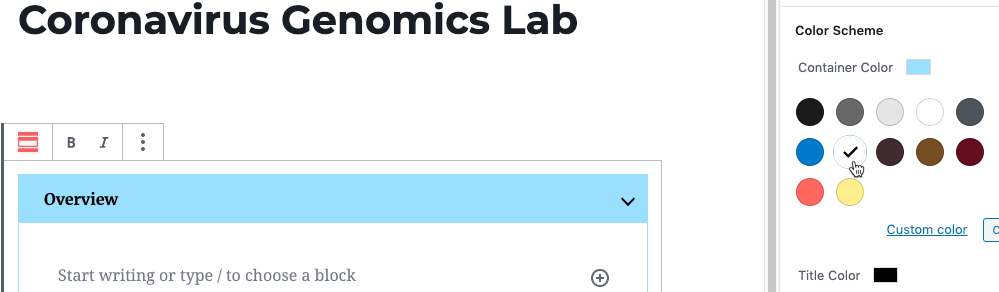 Coronavirus Genomics Lab
B I
Overview
Start writing or type / to choose a block
Color Scheme
Container Color
Custom color
Title Color